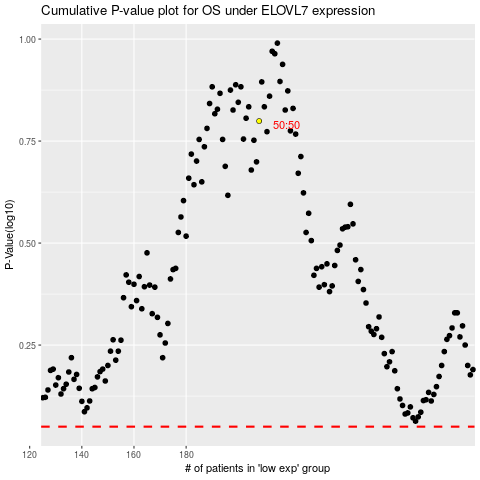 Cumulative P-value plot for OS under ELOVL7 expression
1.00
0.75
0.50
0.25
P-Value(log10)
50:50
120 140 160 180
# of patients in 'low exp' group